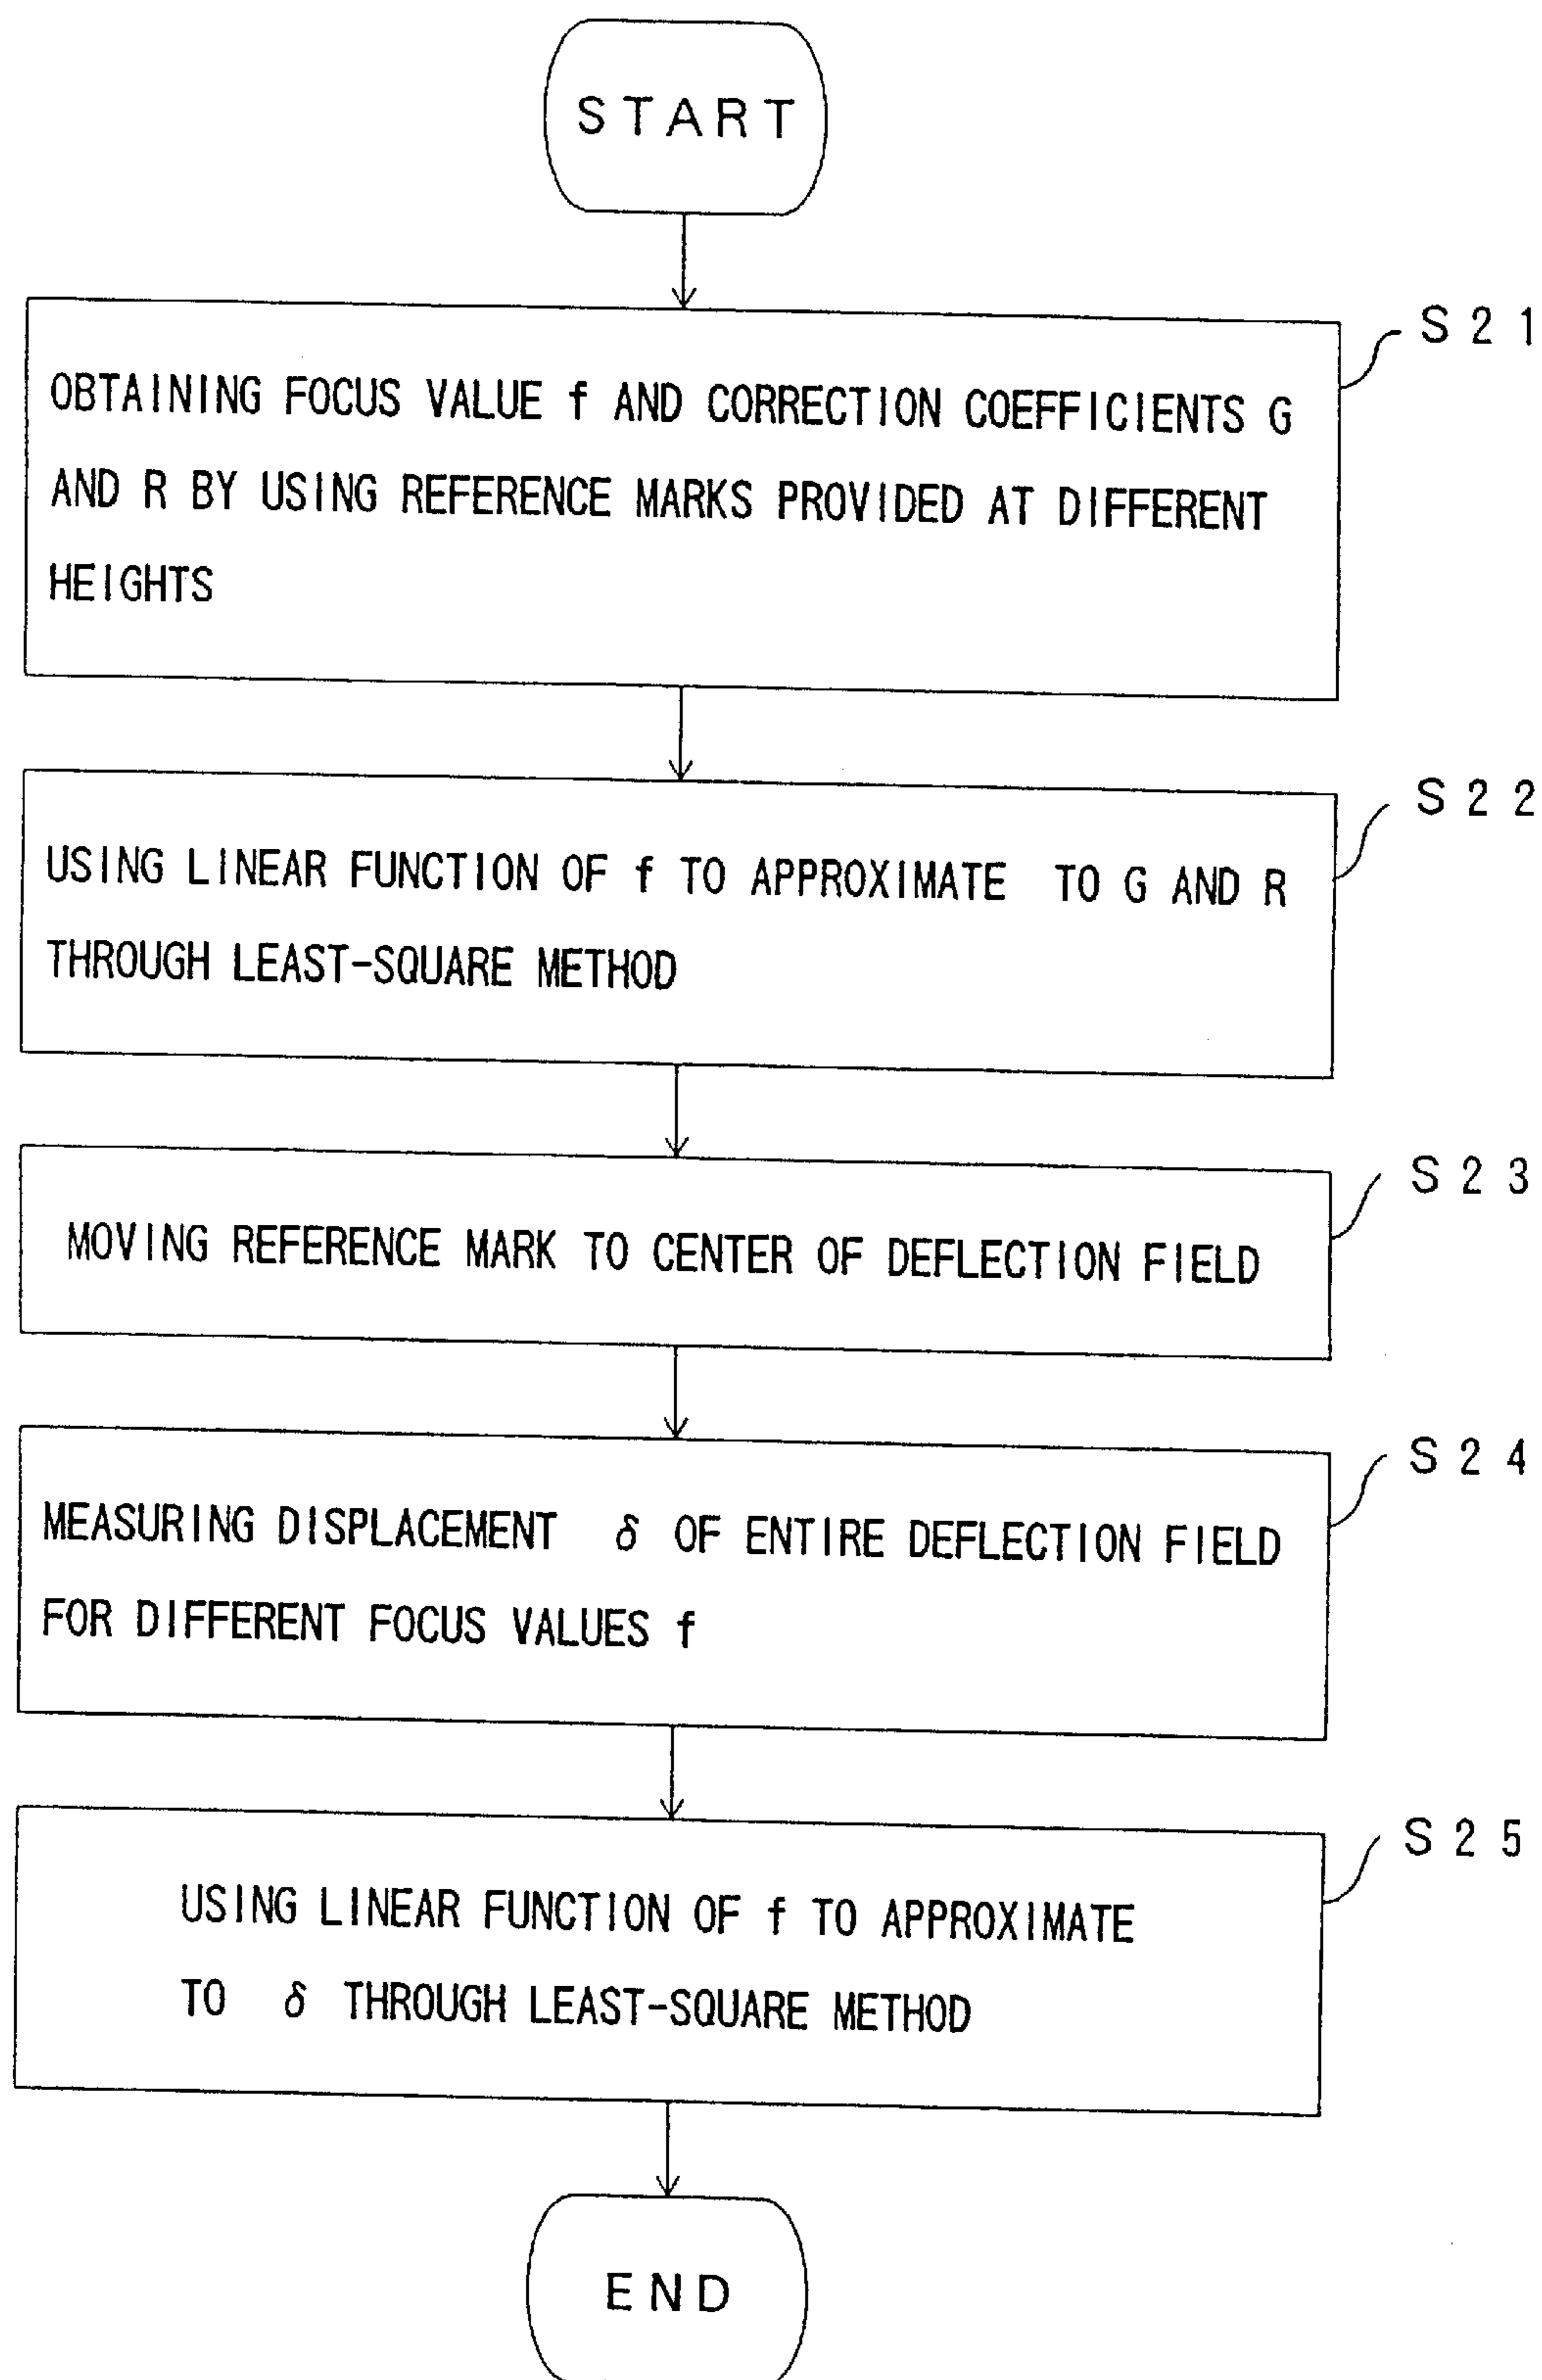 START
S21
OBTAINING FOCUS VALUE f AND CORRECTION COEFFICIENTS G
AND R BY USING REFERENCE MARKS PROVIDED AT DIFFERENT
HEIGHTS
S22
USING LINEAR FUNCTION OF f TO APPROXIMATE TO G AND R
THROUGH LEAST-SQUARE METHOD
S23
MOVING REFERENCE MARK TO CENTER OF DEFLECTION FIELD
S24
MEASURING DISPLACEMENT δ OF ENTIRE DEFLECTION FIELD
FOR DIFFERENT FOCUS VALUES f
S25
USING LINEAR FUNCTION OF f TO APPROXIMATE
TO δ THROUGH LEAST-SQUARE METHOD
END